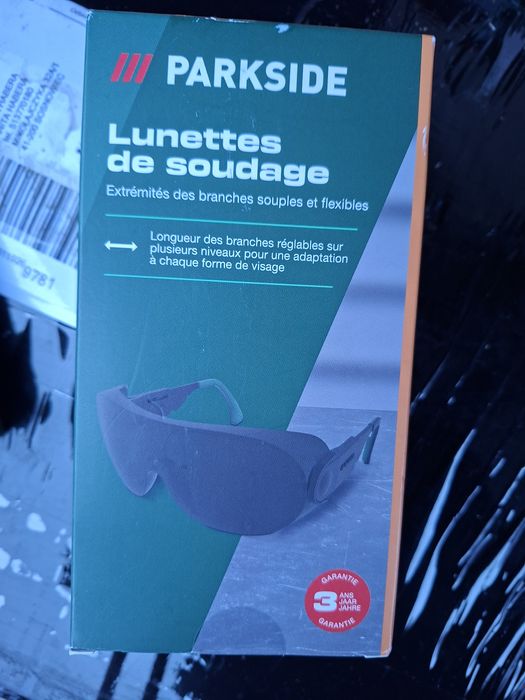 PARKSIDE
Lunettes
de soudage
Extrémités des branches souples et flexibles
Longueur des branches réglables sur
plusieurs niveaux pour une adaptation
à chaque forme de visage
GARANTIE
3 ANS
JAAR
JAHRE
GARANTIE
9781